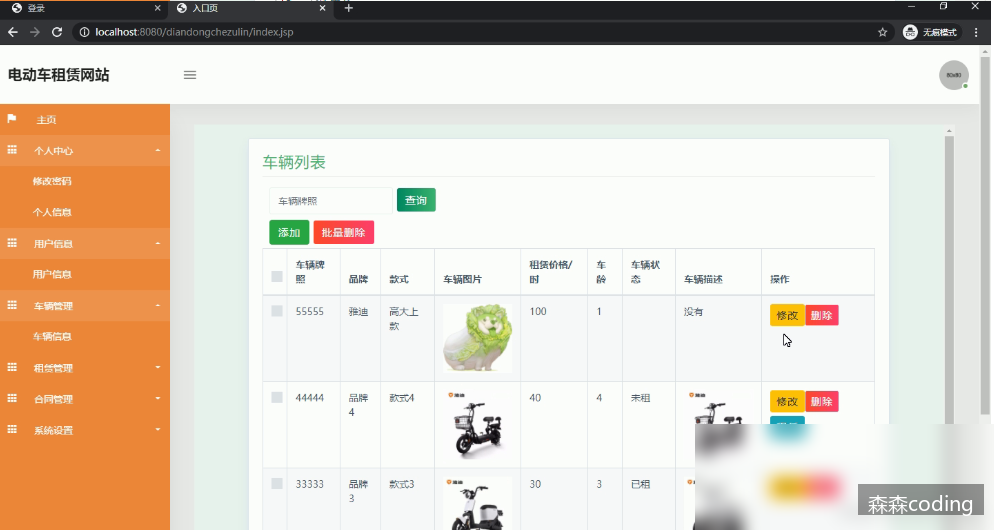 登录
入口页
localhost:8080/diandongchezulin/index.jsp
无痕模式
电动车租赁网站
60x60
主页
个人中心
修改密码
个人信息
用户信息
用户信息
车辆管理
车辆信息
租赁管理
合同管理
系统设置
车辆列表
车辆牌照
查询
添加 批量删除
车辆牌照 品牌 款式 车辆图片 租赁价格/时 车龄 车辆状态 车辆描述 操作
55555 雅迪 高大上款 100 1 没有 修改 删除
44444 品牌4 款式4 40 4 未租 修改 删除
33333 品牌3 款式3 30 3 已租
森森coding